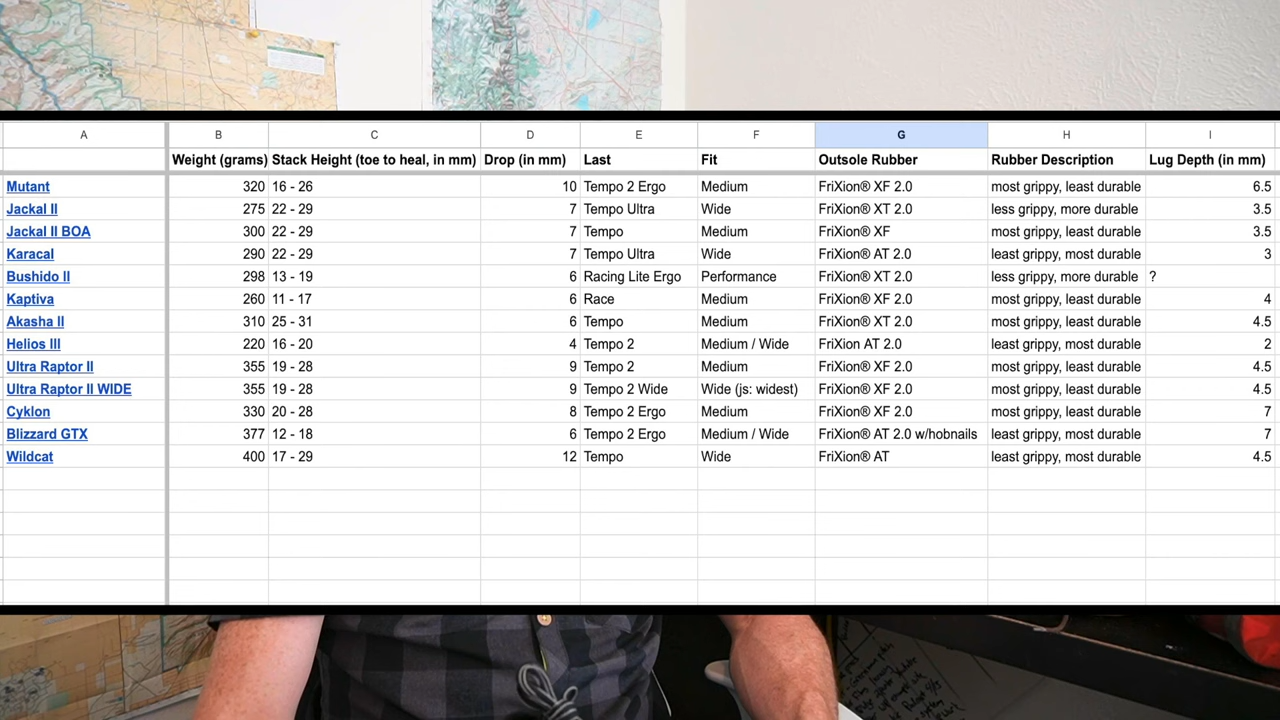 A B C D E F G H I
Weight (grams) Stack Height (toe to heal, in mm) Drop (in mm) Last Fit Outsole Rubber Rubber Description Lug Depth (in mm)
Mutant 320 16 - 26 10 Tempo 2 Ergo Medium FriXion® XF 2.0 most grippy, least durable 6.5
Jackal II 275 22 - 29 7 Tempo Ultra Wide FriXion® XT 2.0 less grippy, more durable 3.5
Jackal II BOA 300 22 - 29 7 Tempo Medium FriXion® XF most grippy, least durable 3.5
Karacal 290 22 - 29 7 Tempo Ultra Wide FriXion® AT 2.0 least grippy, most durable 3
Bushido II 298 13 - 19 6 Racing Lite Ergo Performance FriXion® XT 2.0 less grippy, more durable ?
Kaptiva 260 11 - 17 6 Race Medium FriXion® XF 2.0 most grippy, least durable 4
Akasha II 310 25 - 31 6 Tempo Medium FriXion® XT 2.0 most grippy, least durable 4.5
Helios III 220 16 - 20 4 Tempo 2 Medium / Wide FriXion AT 2.0 least grippy, most durable 2
Ultra Raptor II 355 19 - 28 9 Tempo 2 Medium FriXion® XF 2.0 most grippy, least durable 4.5
Ultra Raptor II WIDE 355 19 - 28 9 Tempo 2 Wide Wide (js: widest) FriXion® XF 2.0 most grippy, least durable 4.5
Cyklon 330 20 - 28 8 Tempo 2 Ergo Medium FriXion® XF 2.0 most grippy, least durable 7
Blizzard GTX 377 12 - 18 6 Tempo 2 Ergo Medium / Wide FriXion® AT 2.0 w/hobnails least grippy, most durable 7
Wildcat 400 17 - 29 12 Tempo Wide FriXion® AT least grippy, most durable 4.5